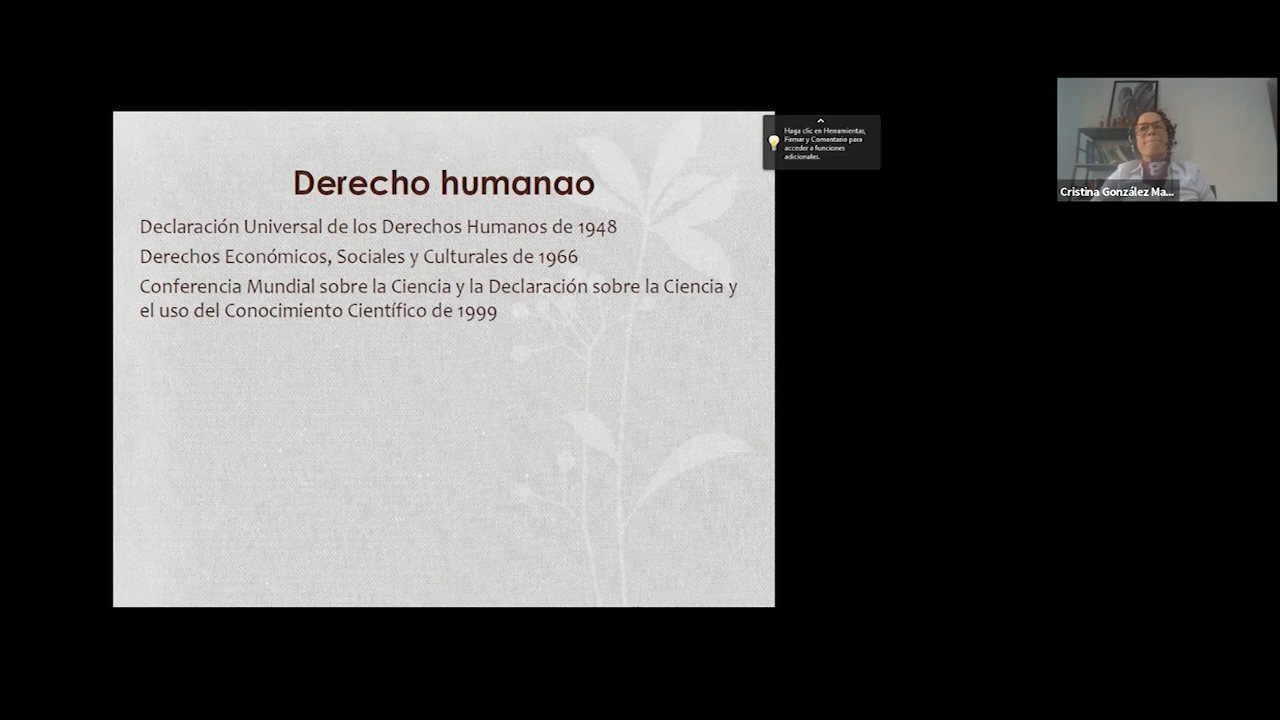 Derecho humanao
Declaración Universal de los Derechos Humanos de 1948
Derechos Económicos, Sociales y Culturales de 1966
Conferencia Mundial sobre la Ciencia y la Declaración sobre la Ciencia y
el uso del Conocimiento Científico de 1999
Haga clic en Herramientas,
Firmar y Comentario para
acceder a funciones
adicionales.
Cristina González Ma...